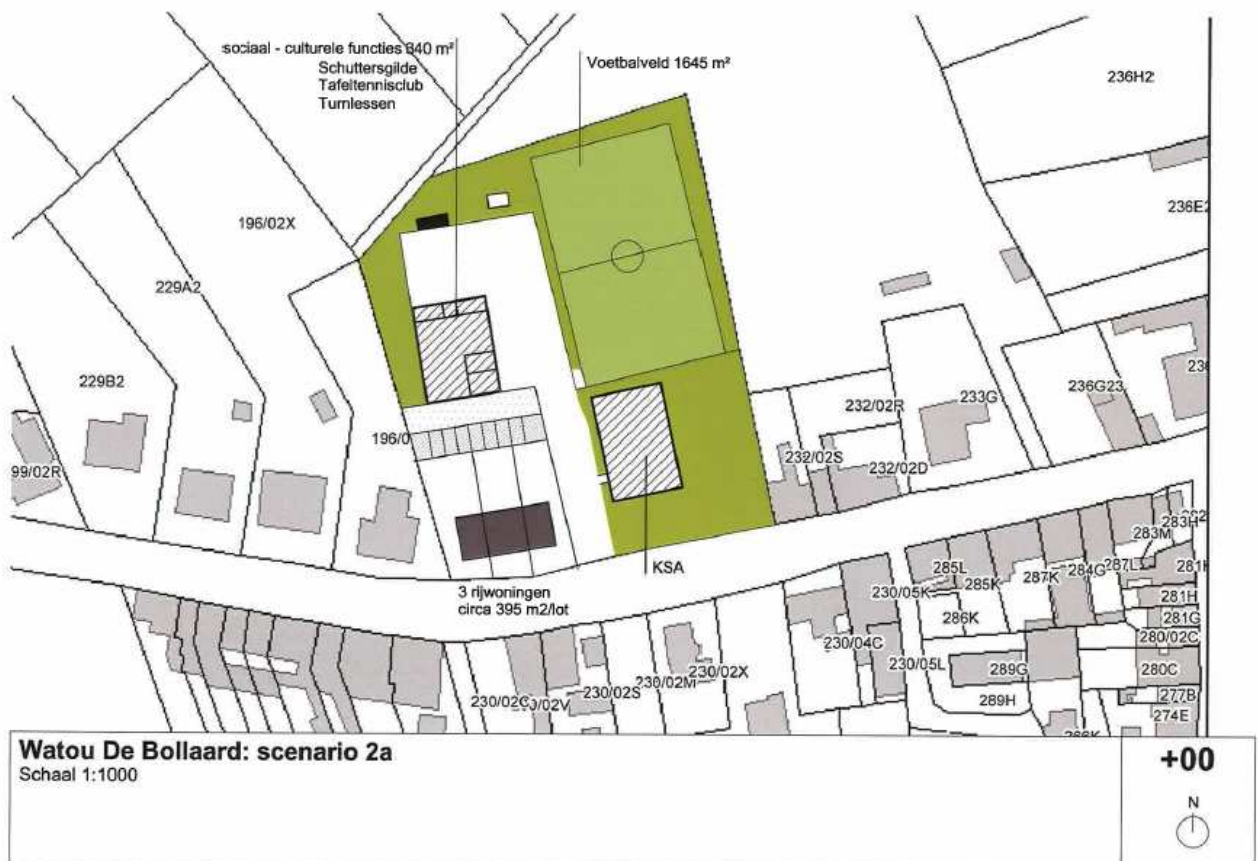 sociaal - culturele functies 340 m²
Schuttersgilde
Tafeltennisclub
Turnlessen
Voetbalveld 1645 m²
236H2
236E2
196/02X
229A2
229B2
99/02R
196/0
232/02R
233G
236G23
236
232/02S
232/02D
KSA
3 rijwoningen
circa 395 m2/lot
283H
283M
285L
285K
287K
284G
287L
281H
230/05K
286K
281G
280/02C
230/04C
230/05L
289G
280C
289H
277B
274E
230/02X
230/02M
230/02S
Watou De Bollaard: scenario 2a
Schaal 1:1000
+00
N